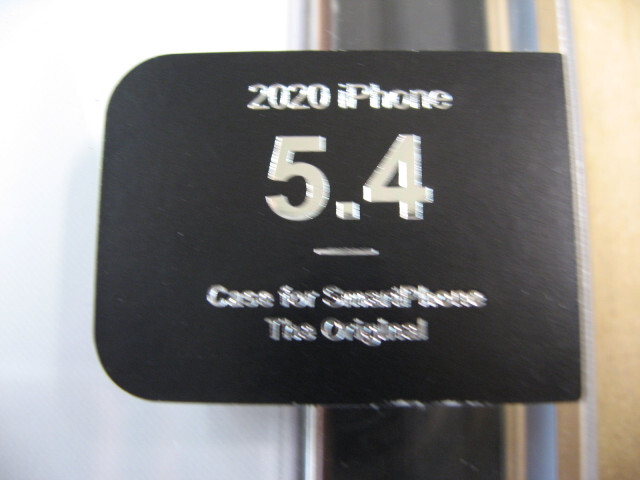 2020 iPhone
5.4
Case for SmartPhone
The Original